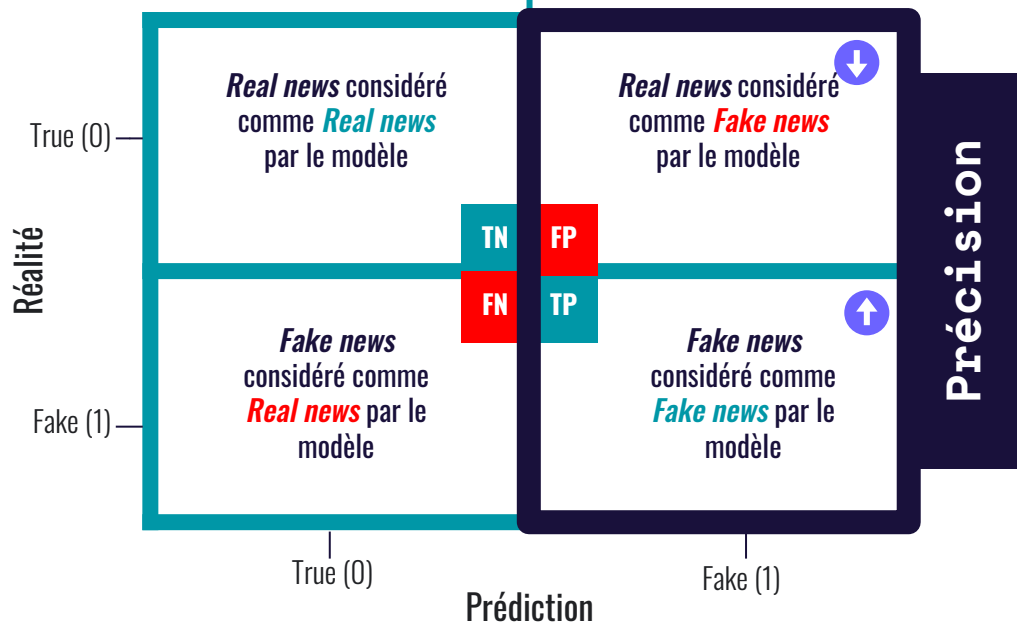 Real news considéré
comme Real news
par le modèle
Real news considéré
comme Fake news
par le modèle
True (0)
Précision
Réalité
TN
FP
FN
TP
Fake news
considéré comme
Real news par le
modèle
Fake news
considéré comme
Fake news par le
modèle
Fake (1)
True (0)
Fake (1)
Prédiction